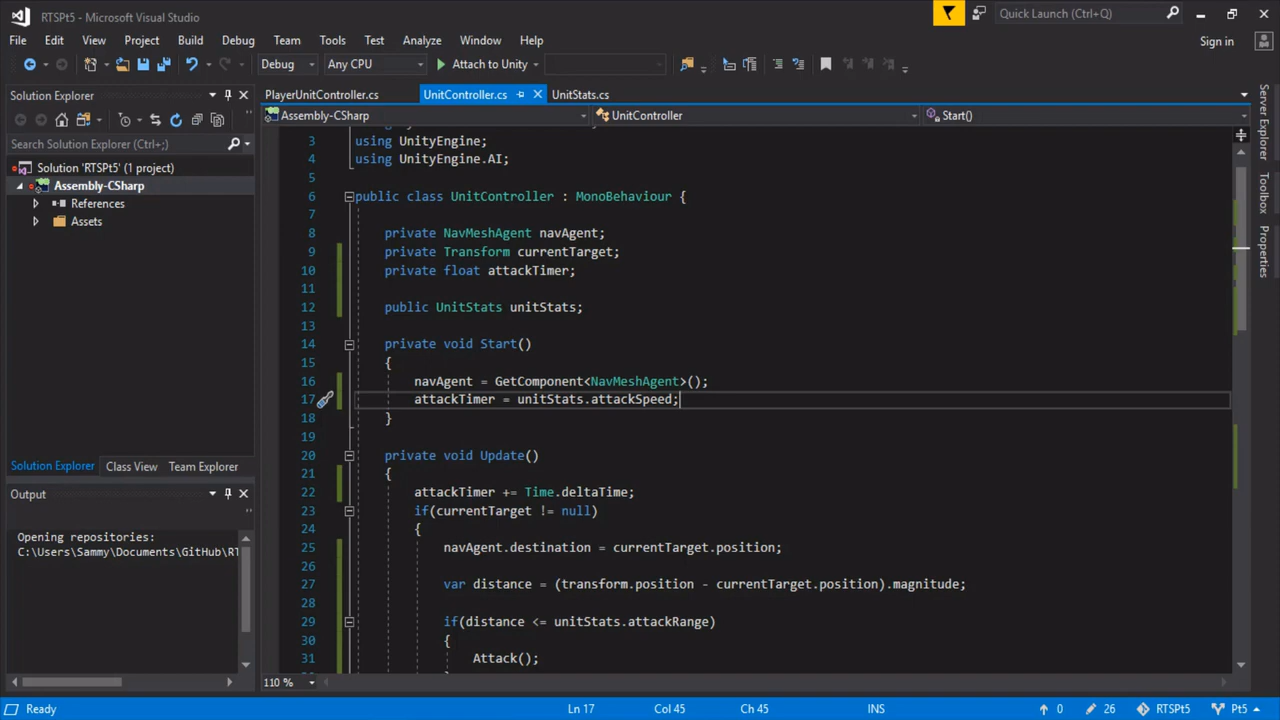 RTSPt5 - Microsoft Visual Studio
Quick Launch (Ctrl+Q)
File Edit View Project Build Debug Team Tools Test Analyze Window Help
Sign in
Debug Any CPU Attach to Unity
Solution Explorer
Search Solution Explorer (Ctrl+;)
Solution 'RTSPt5' (1 project)
Assembly-CSharp
References
Assets
Solution Explorer Class View Team Explorer
Output
Opening repositories:
C:\Users\Sammy\Documents\GitHub\RT
PlayerUnitController.cs UnitController.cs UnitStats.cs
Assembly-CSharp UnitController Start()
3 using UnityEngine;
4 using UnityEngine.AI;
5
6 public class UnitController : MonoBehaviour {
7
8 private NavMeshAgent navAgent;
9 private Transform currentTarget;
10 private float attackTimer;
11
12 public UnitStats unitStats;
13
14 private void Start()
15 {
16 navAgent = GetComponent<NavMeshAgent>();
17 attackTimer = unitStats.attackSpeed;
18 }
19
20 private void Update()
21 {
22 attackTimer += Time.deltaTime;
23 if(currentTarget != null)
24 {
25 navAgent.destination = currentTarget.position;
26
27 var distance = (transform.position - currentTarget.position).magnitude;
28
29 if(distance <= unitStats.attackRange)
30 {
31 Attack();
110 %
Server Explorer
Toolbox
Properties
Ready Ln 17 Col 45 Ch 45 INS 0 26 RTSPt5 Pt5